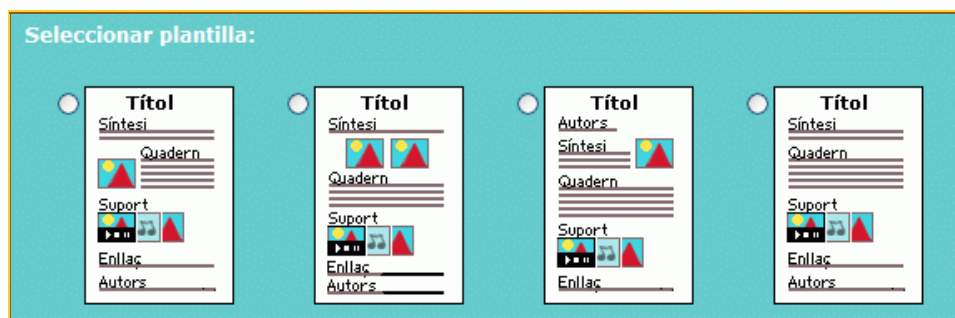 Seleccionar plantilla:
Títol
Síntesi
Quadern
Suport
Enllaç
Autors
Títol
Síntesi
Quadern
Suport
Enllaç
Autors
Títol
Autors
Síntesi
Quadern
Suport
Enllaç
Títol
Síntesi
Quadern
Suport
Enllaç
Autors